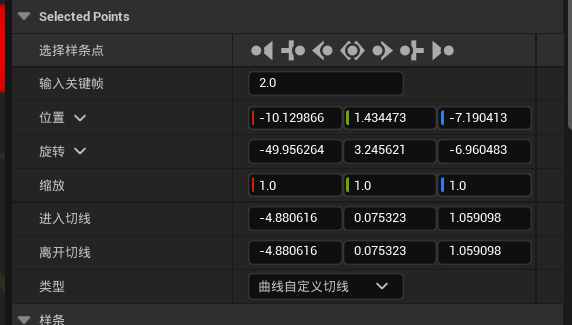 Selected Points
选择样条点
输入关键帧 2.0
位置 -10.129866 1.434473 -7.190413
旋转 -49.956264 3.245621 -6.960483
缩放 1.0 1.0 1.0
进入切线 -4.880616 0.075323 1.059098
离开切线 -4.880616 0.075323 1.059098
类型 曲线自定义切线
样条